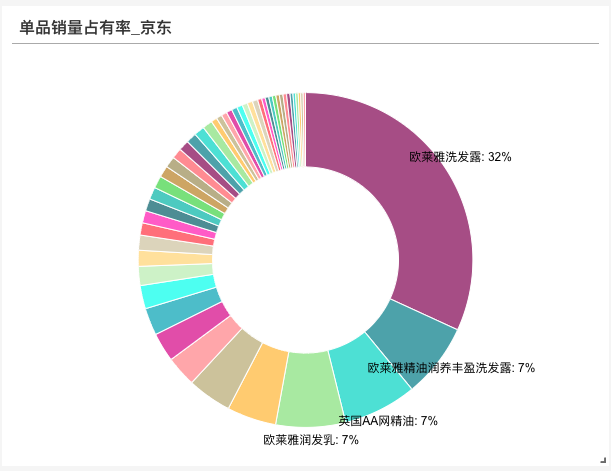 单品销量占有率_京东
欧莱雅洗发露: 32%
欧莱雅精油润养丰盈洗发露: 7%
英国AA网精油: 7%
欧莱雅润发乳: 7%